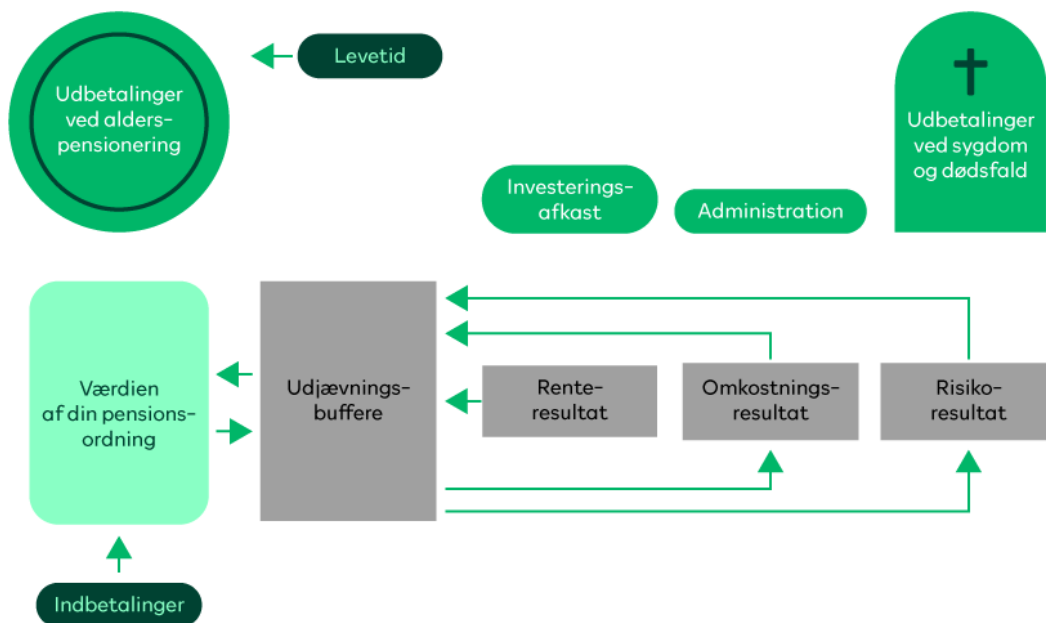 Levetid
Udbetalinger
ved alders-
pensionering
Udbetalinger
ved sygdom
og dødsfald
Investerings-
afkast
Administration
Værdien
af din pensions-
ordning
Udjævnings-
buffere
Rente-
resultat
Omkostnings-
resultat
Risiko-
resultat
Indbetalinger